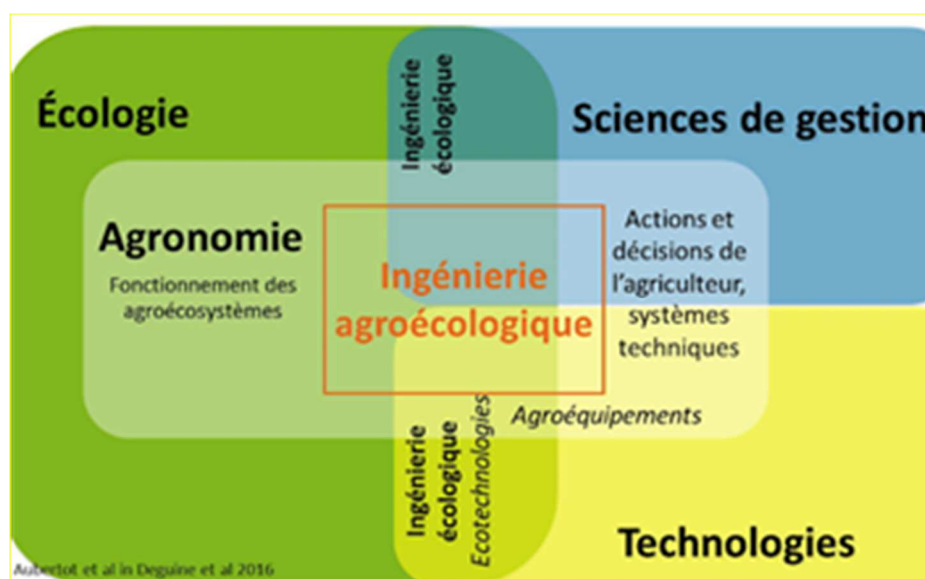 Écologie
Ingénierie
écologique
Sciences de gestion
Agronomie
Fonctionnement des
agroécosystèmes
Ingénierie
agroécologique
Actions et
décisions de
l'agriculteur,
systèmes
techniques
Agroéquipements
Ingénierie
écologique
Ecotechnologies
Technologies
Aubertot et al in Deguine et al 2016